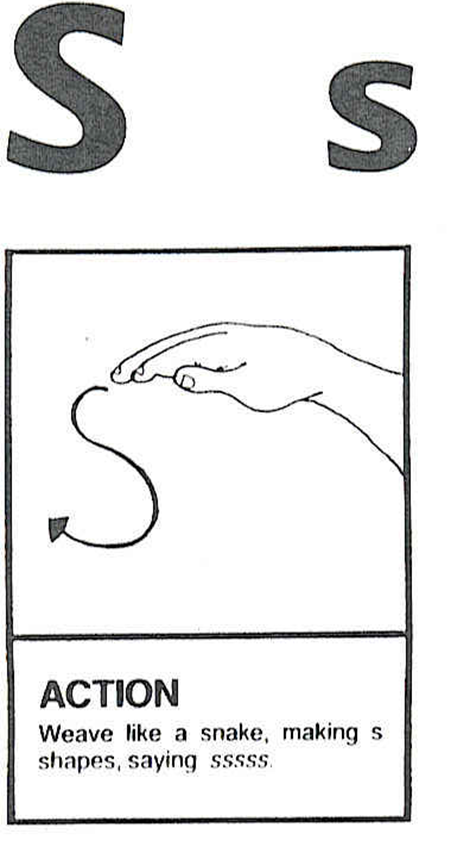 S s
ACTION
Weave like a snake, making s
shapes, saying sssss.